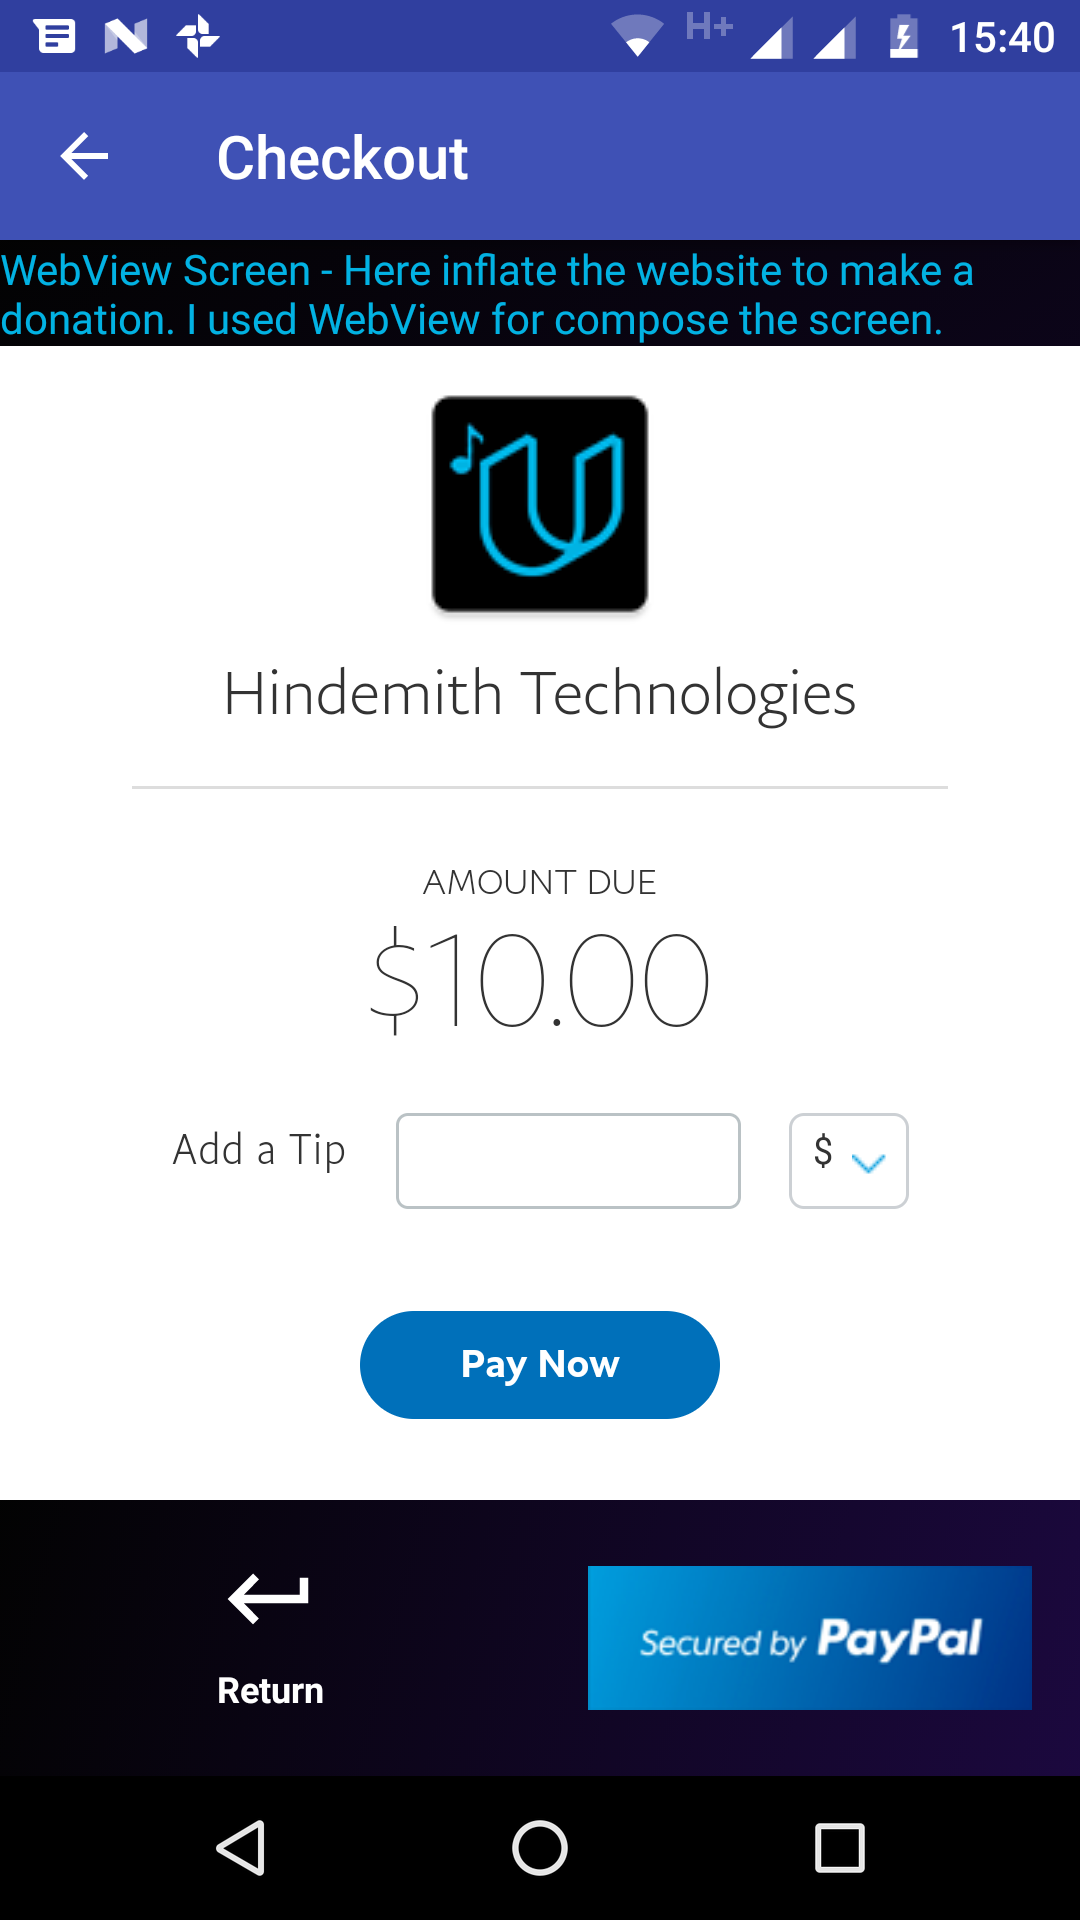 H+ 15:40
Checkout
WebView Screen - Here inflate the website to make a
donation. I used WebView for compose the screen.
Hindemith Technologies
AMOUNT DUE
$10.00
Add a Tip $
Pay Now
Secured by PayPal
Return